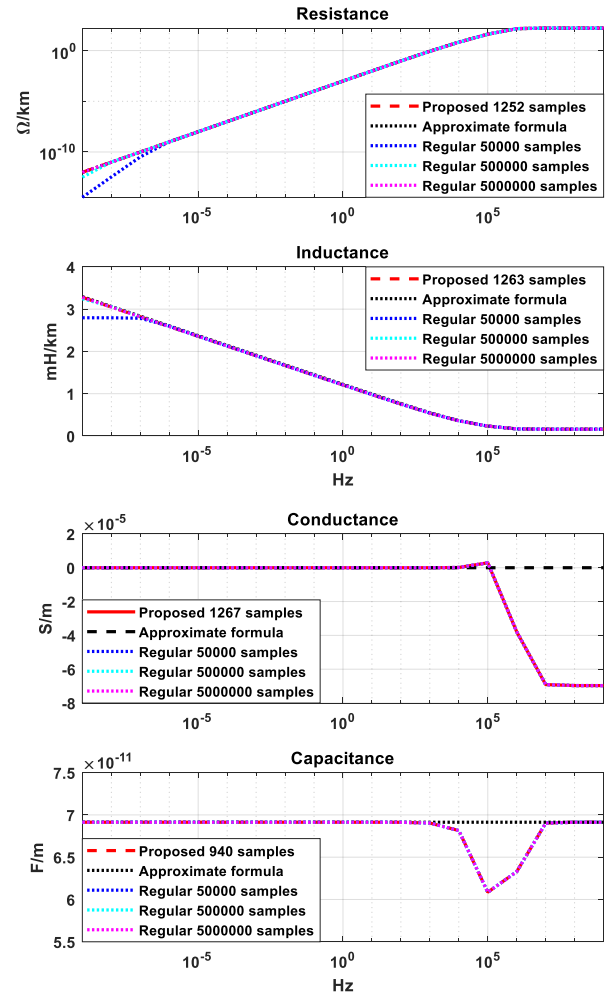 Resistance
10^0
10^-10
Ω/km
Proposed 1252 samples
Approximate formula
Regular 50000 samples
Regular 500000 samples
Regular 5000000 samples
10^-5
10^0
10^5
Inductance
4
3
2
1
0
mH/km
Proposed 1263 samples
Approximate formula
Regular 50000 samples
Regular 500000 samples
Regular 5000000 samples
10^-5
10^0
10^5
Hz
×10^-5
Conductance
2
0
-2
-4
-6
-8
S/m
Proposed 1267 samples
Approximate formula
Regular 50000 samples
Regular 500000 samples
Regular 5000000 samples
10^-5
10^0
10^5
×10^-11
Capacitance
7.5
7
6.5
6
5.5
F/m
Proposed 940 samples
Approximate formula
Regular 50000 samples
Regular 500000 samples
Regular 5000000 samples
10^-5
10^0
10^5
Hz